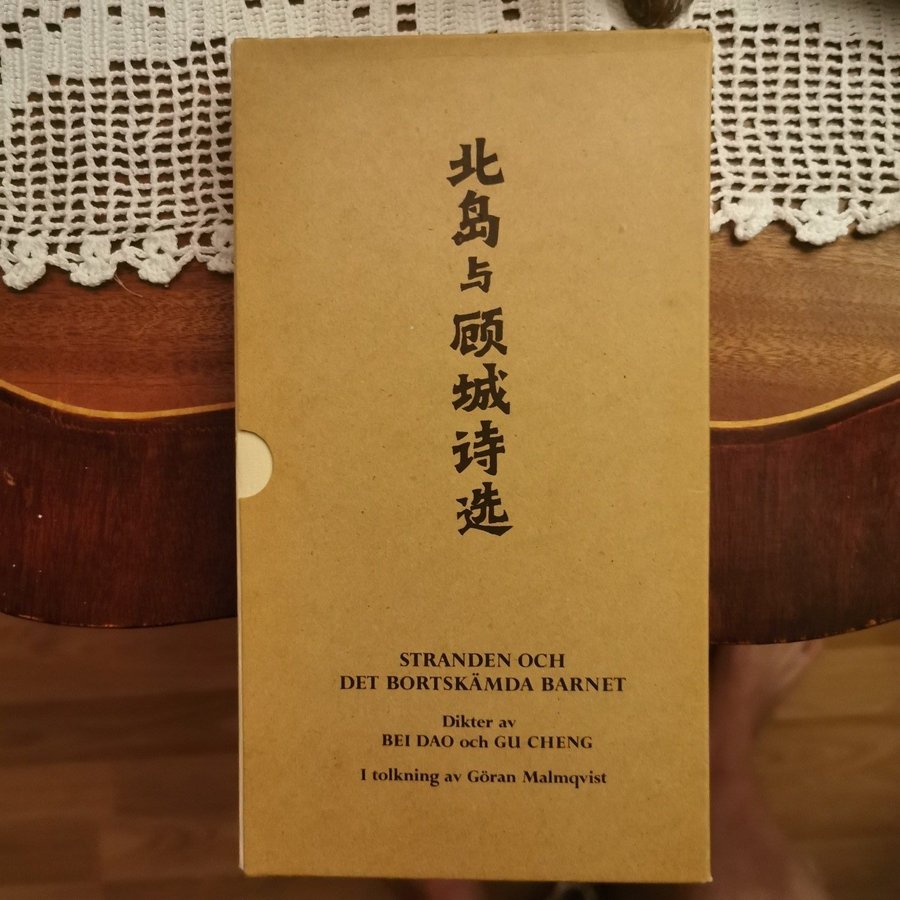 北岛与顾城诗选
STRANDEN OCH
DET BORTSKÄMDA BARNET
Dikter av
BEI DAO och GU CHENG
I tolkning av Göran Malmqvist